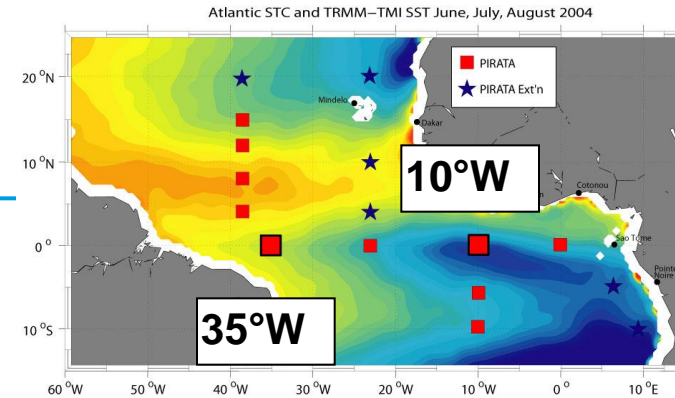 Atlantic STC and TRMM–TMI SST June, July, August 2004
PIRATA
PIRATA Ext'n
20 °N
Mindelo
Dakar
10 °N
10°W
Cotonou
0 °
Sao Tome
Pointe
Noire
35°W
10 °S
60 °W 50 °W 40 °W 30 °W 20 °W 10 °W 0 ° 10 °E